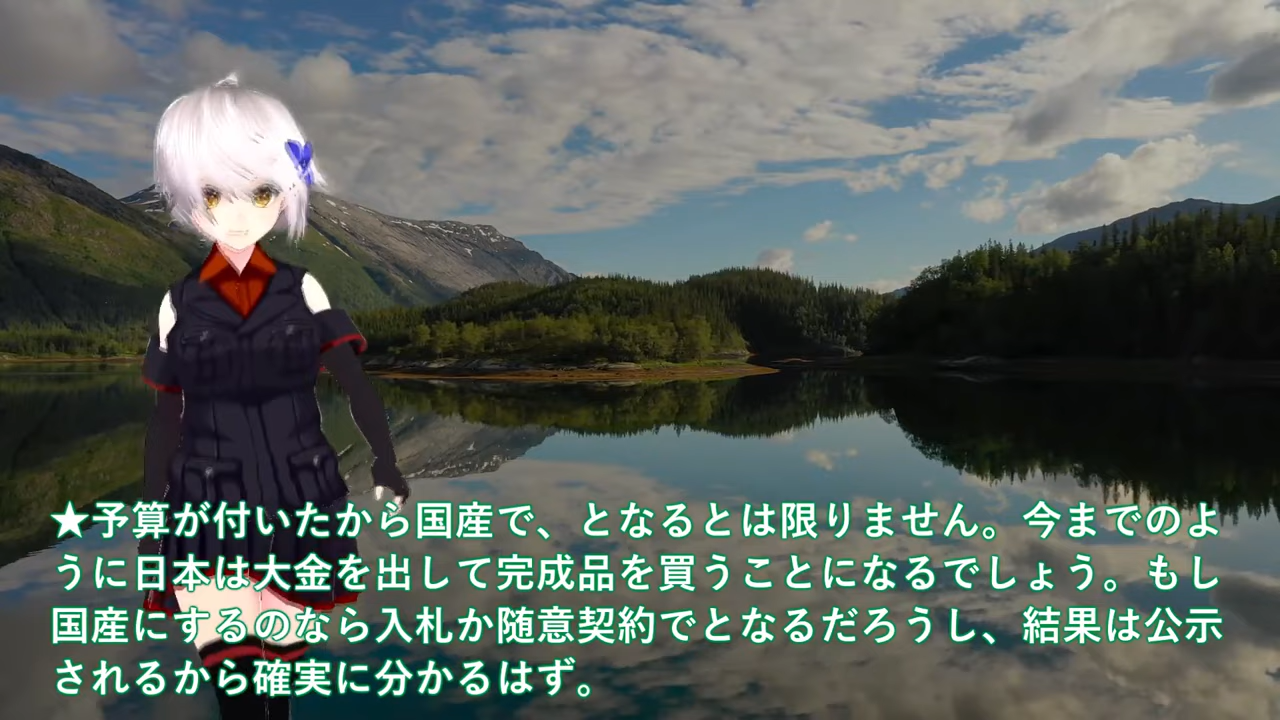 ★予算が付いたから国産で、となるとは限りません。今までのよ
うに日本は大金を出して完成品を買うことになるでしょう。もし
国産にするのなら入札か随意契約でとなるだろうし、結果は公示
されるから確実に分かるはず。